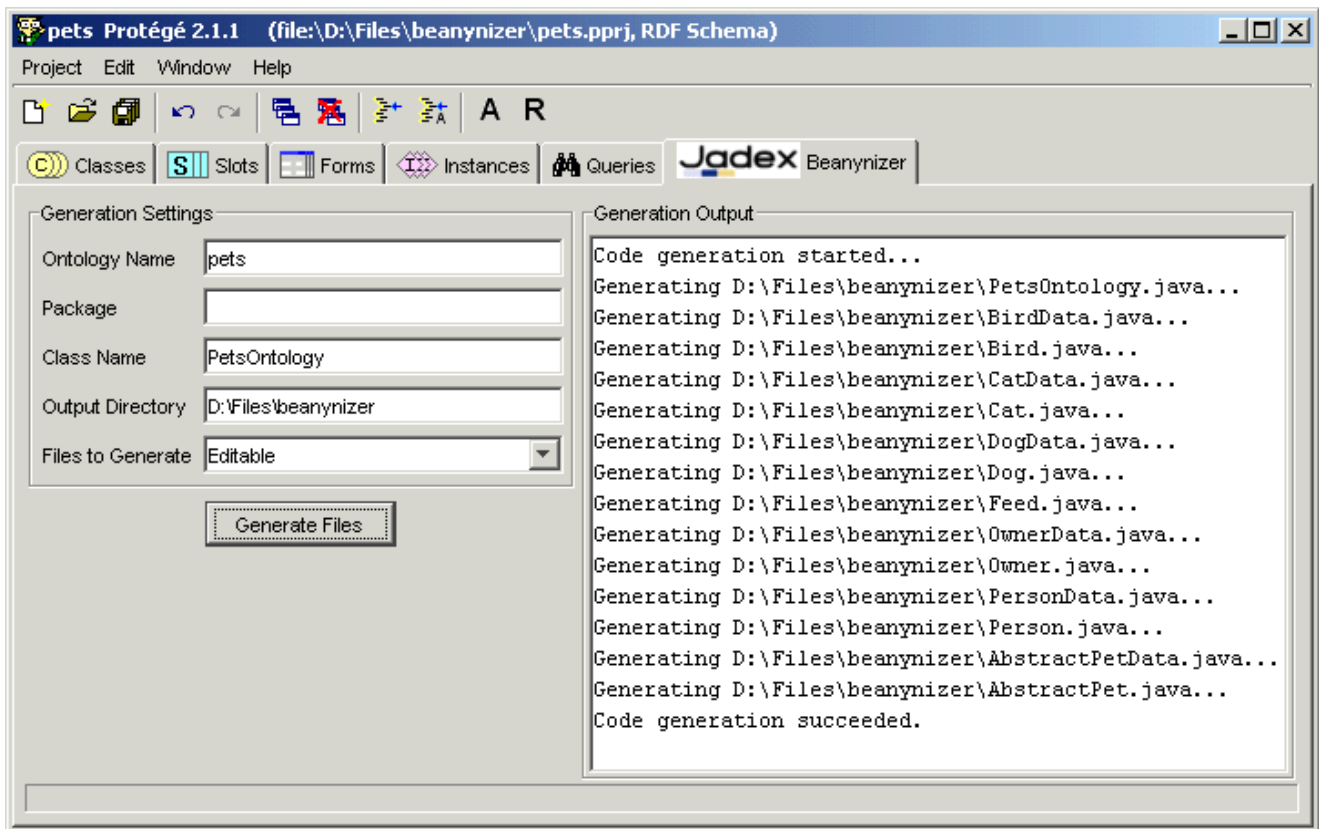 pets Protégé 2.1.1 (file:\D:\Files\beanynizer\pets.pprj, RDF Schema)
Project Edit Window Help
A R
C Classes S Slots Forms I Instances Queries Jadex Beanynizer
Generation Settings
Ontology Name pets
Package
Class Name PetsOntology
Output Directory D:\Files\beanynizer
Files to Generate Editable
Generate Files
Generation Output
Code generation started...
Generating D:\Files\beanynizer\PetsOntology.java...
Generating D:\Files\beanynizer\BirdData.java...
Generating D:\Files\beanynizer\Bird.java...
Generating D:\Files\beanynizer\CatData.java...
Generating D:\Files\beanynizer\Cat.java...
Generating D:\Files\beanynizer\DogData.java...
Generating D:\Files\beanynizer\Dog.java...
Generating D:\Files\beanynizer\Feed.java...
Generating D:\Files\beanynizer\OwnerData.java...
Generating D:\Files\beanynizer\Owner.java...
Generating D:\Files\beanynizer\PersonData.java...
Generating D:\Files\beanynizer\Person.java...
Generating D:\Files\beanynizer\AbstractPetData.java...
Generating D:\Files\beanynizer\AbstractPet.java...
Code generation succeeded.